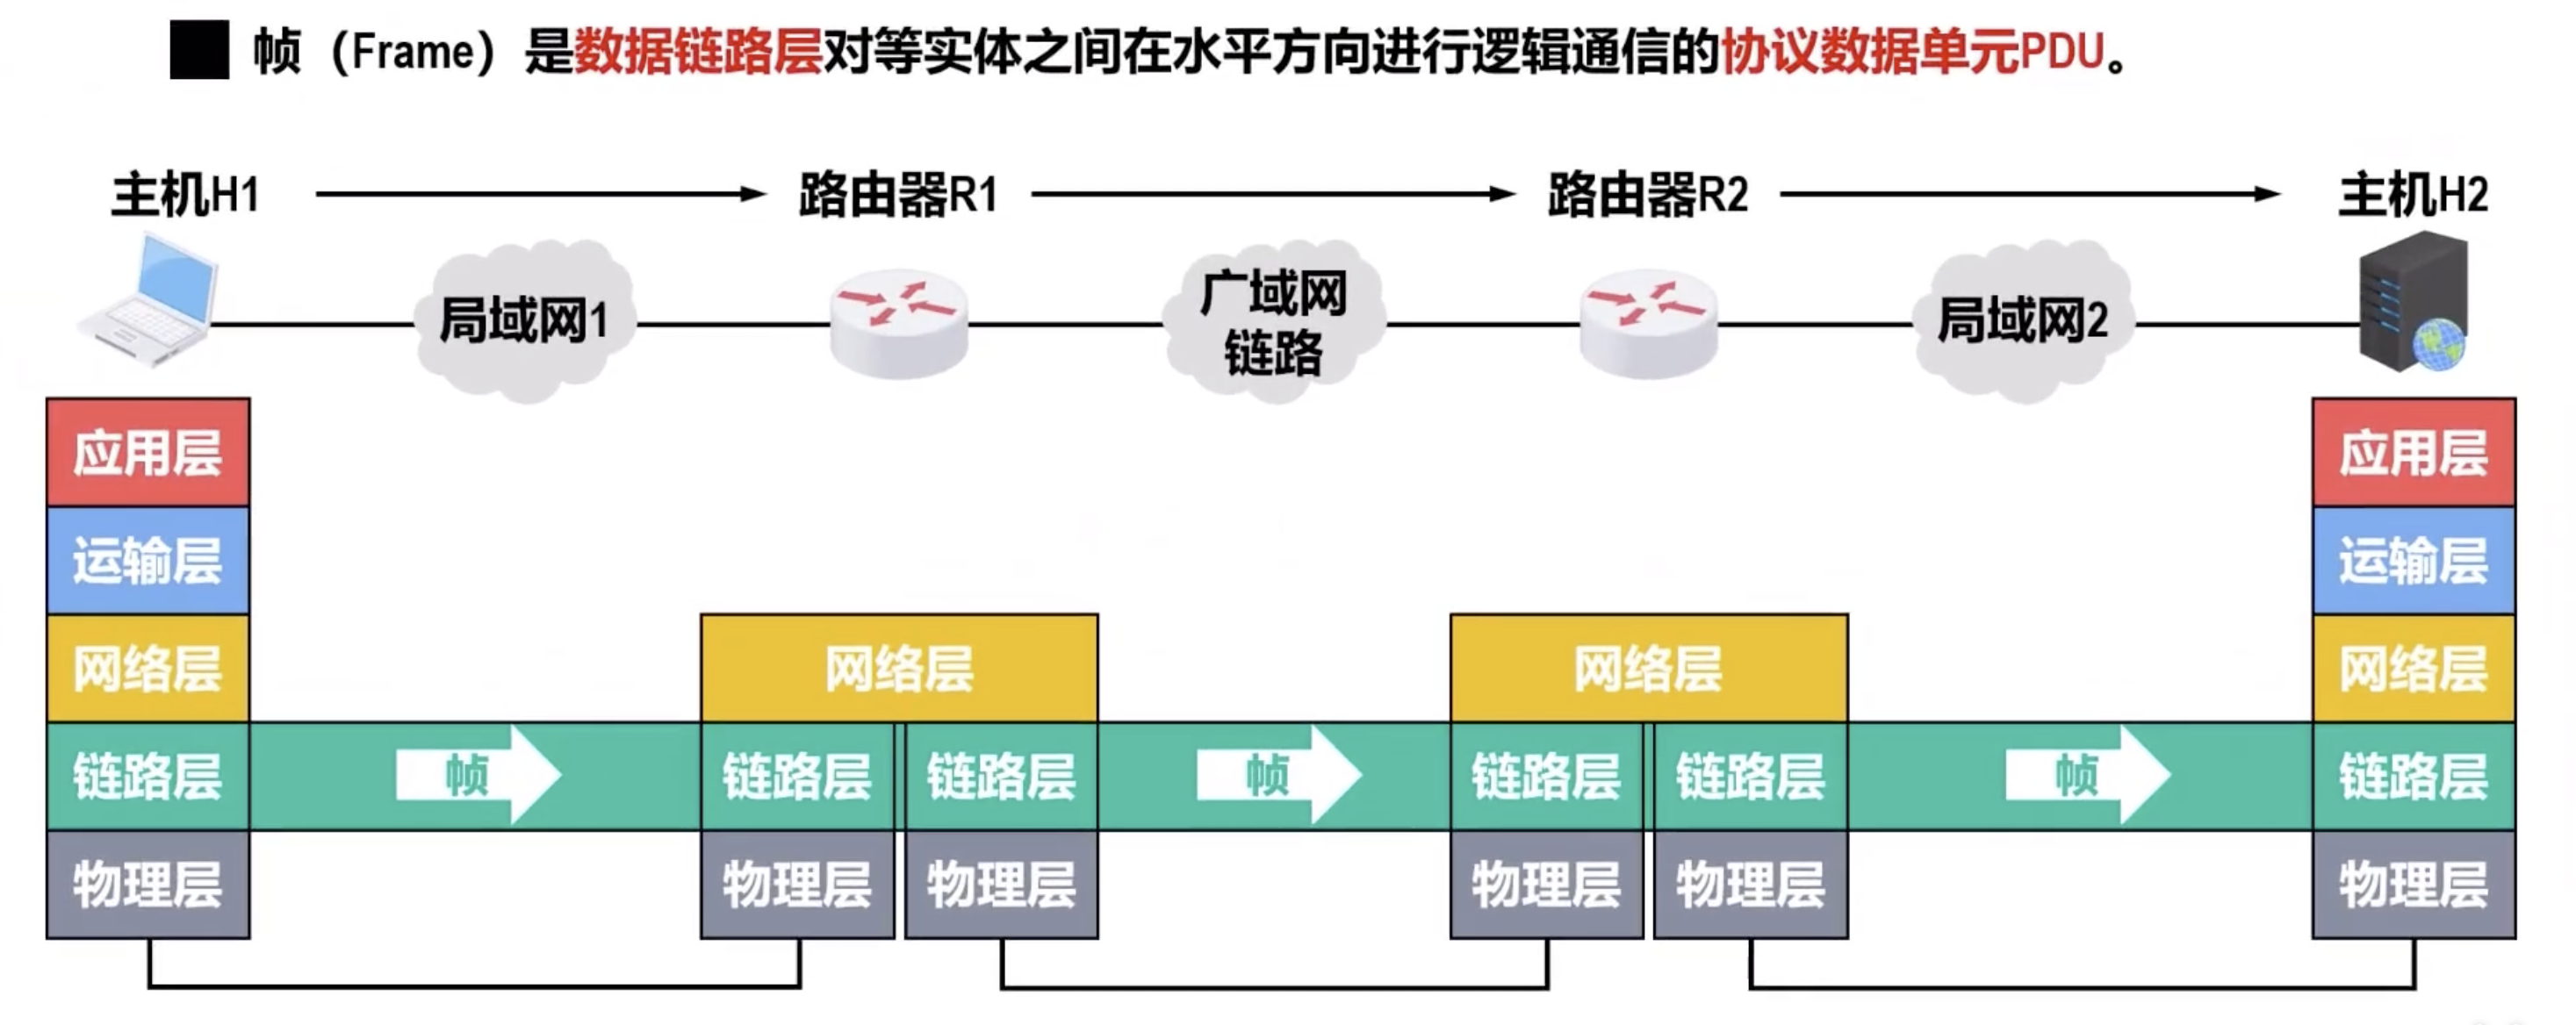 帧（Frame）是数据链路层对等实体之间在水平方向进行逻辑通信的协议数据单元PDU。
主机H1
路由器R1
路由器R2
主机H2
局域网1
广域网
链路
局域网2
应用层
应用层
运输层
运输层
网络层
网络层
网络层
网络层
链路层
帧
链路层
链路层
帧
链路层
链路层
帧
链路层
物理层
物理层
物理层
物理层
物理层
物理层